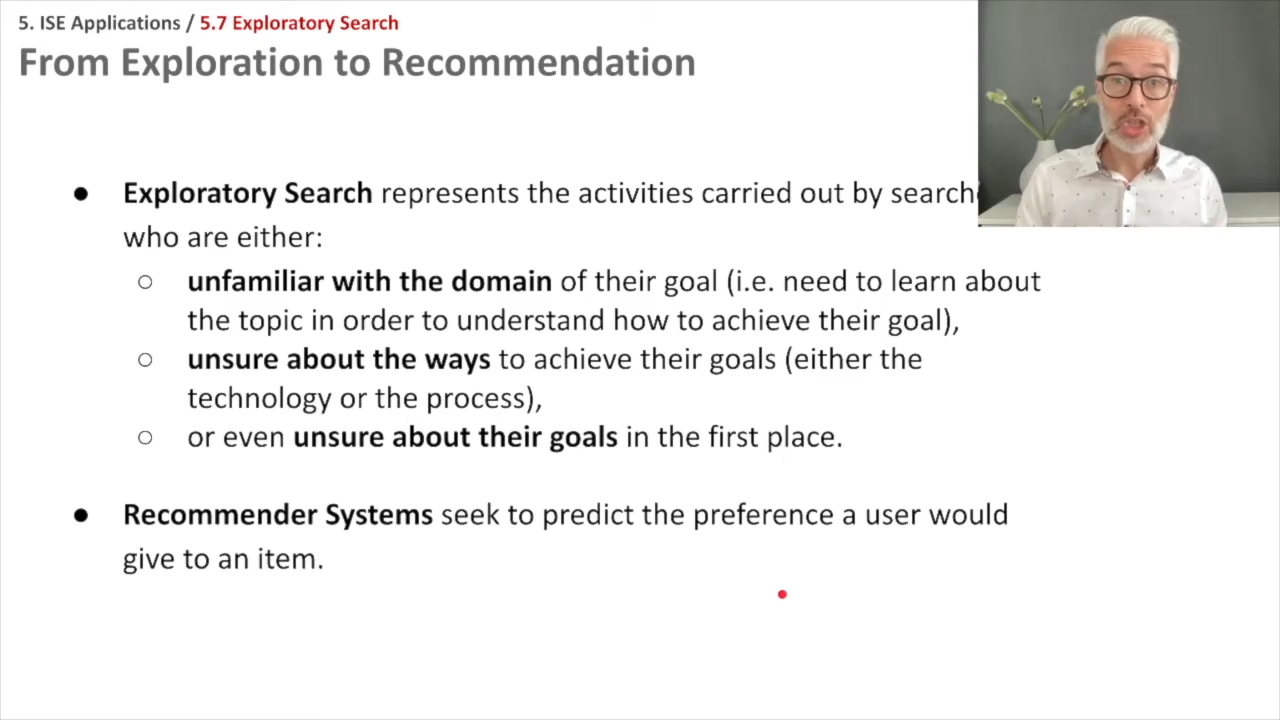 5. ISE Applications / 5.7 Exploratory Search
From Exploration to Recommendation
● Exploratory Search represents the activities carried out by search
who are either:
○ unfamiliar with the domain of their goal (i.e. need to learn about
the topic in order to understand how to achieve their goal),
○ unsure about the ways to achieve their goals (either the
technology or the process),
○ or even unsure about their goals in the first place.
● Recommender Systems seek to predict the preference a user would
give to an item.